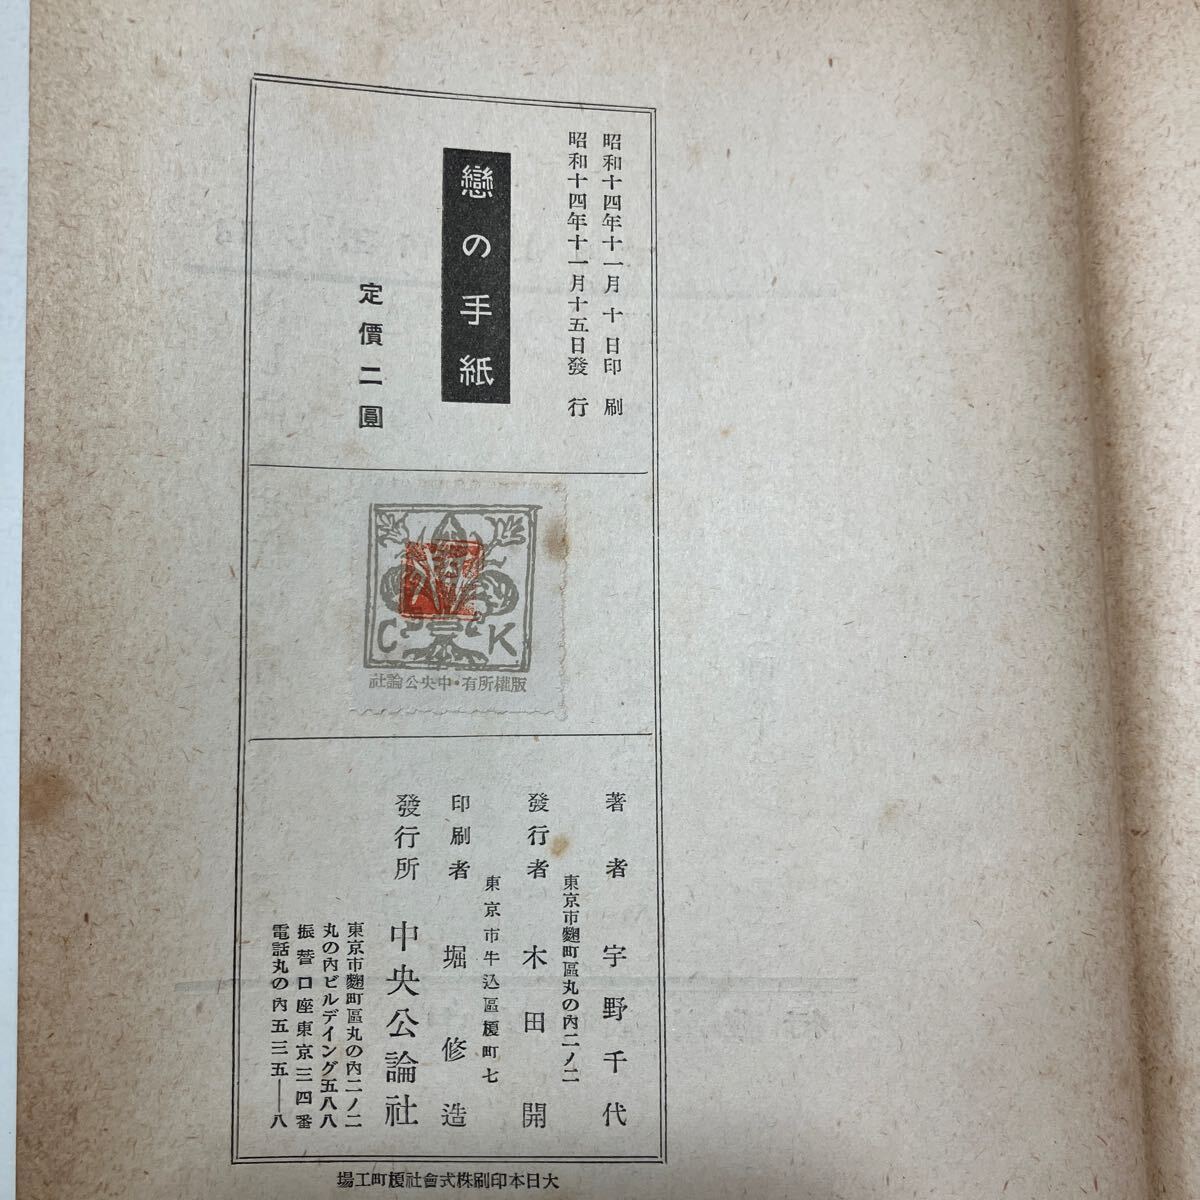 昭和十四年十一月十日印刷
昭和十四年十一月十五日發行
戀の手紙
定價二圓
C K
版權所有・中央公論社
著者 宇野千代
東京市麴町區丸の內二ノ二
發行者 木田開
東京市牛込區榎町七
印刷者 堀修造
發行所 中央公論社
東京市麴町區丸の內二ノ二
丸の內ビルデイング五八八
振替口座東京三四番
電話丸の內五三五―八
大日本印刷株式會社榎町工場